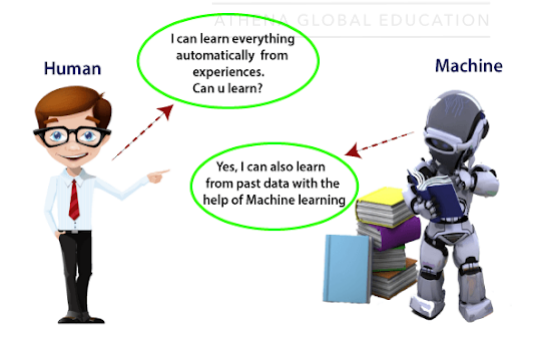 ATHENA GLOBAL EDUCATION
I can learn everything
automatically from
experiences.
Can u learn?
Human
Machine
Yes, I can also learn
from past data with the
help of Machine learning